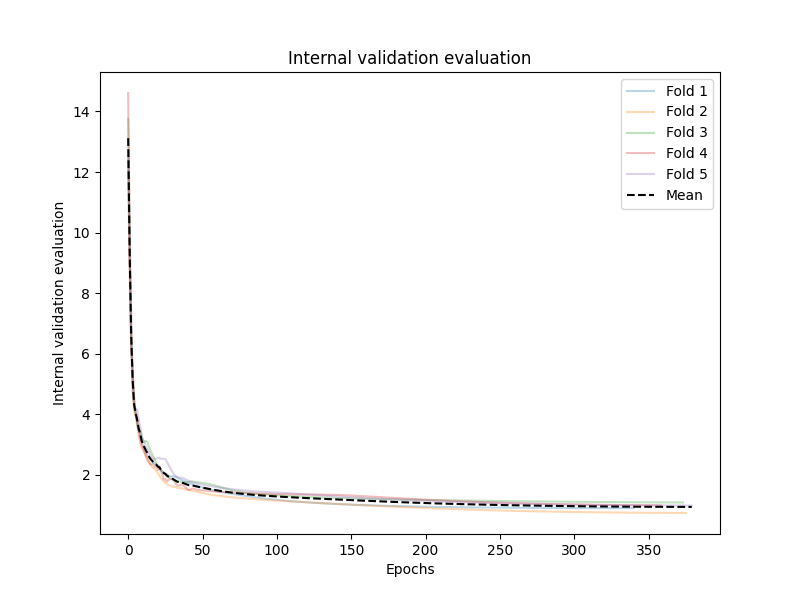 Internal validation evaluation
Fold 1
Fold 2
Fold 3
Fold 4
Fold 5
Mean
Internal validation evaluation
14
12
10
8
6
4
2
0 50 100 150 200 250 300 350
Epochs